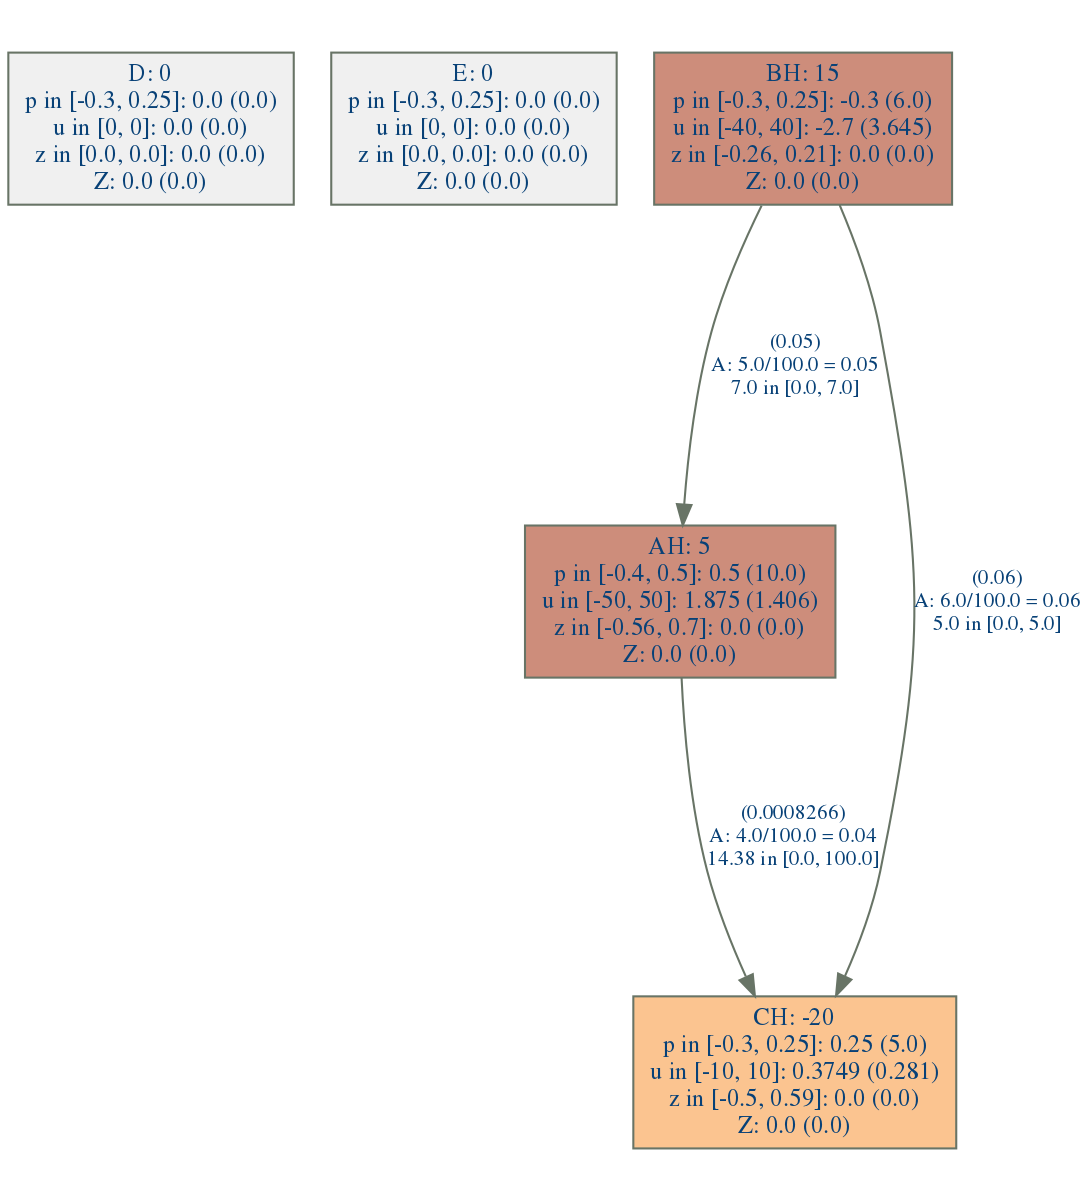 D: 0
p in [-0.3, 0.25]: 0.0 (0.0)
u in [0, 0]: 0.0 (0.0)
z in [0.0, 0.0]: 0.0 (0.0)
Z: 0.0 (0.0)
E: 0
p in [-0.3, 0.25]: 0.0 (0.0)
u in [0, 0]: 0.0 (0.0)
z in [0.0, 0.0]: 0.0 (0.0)
Z: 0.0 (0.0)
BH: 15
p in [-0.3, 0.25]: -0.3 (6.0)
u in [-40, 40]: -2.7 (3.645)
z in [-0.26, 0.21]: 0.0 (0.0)
Z: 0.0 (0.0)
(0.05)
A: 5.0/100.0 = 0.05
7.0 in [0.0, 7.0]
AH: 5
p in [-0.4, 0.5]: 0.5 (10.0)
u in [-50, 50]: 1.875 (1.406)
z in [-0.56, 0.7]: 0.0 (0.0)
Z: 0.0 (0.0)
(0.06)
A: 6.0/100.0 = 0.06
5.0 in [0.0, 5.0]
(0.0008266)
A: 4.0/100.0 = 0.04
14.38 in [0.0, 100.0]
CH: -20
p in [-0.3, 0.25]: 0.25 (5.0)
u in [-10, 10]: 0.3749 (0.281)
z in [-0.5, 0.59]: 0.0 (0.0)
Z: 0.0 (0.0)